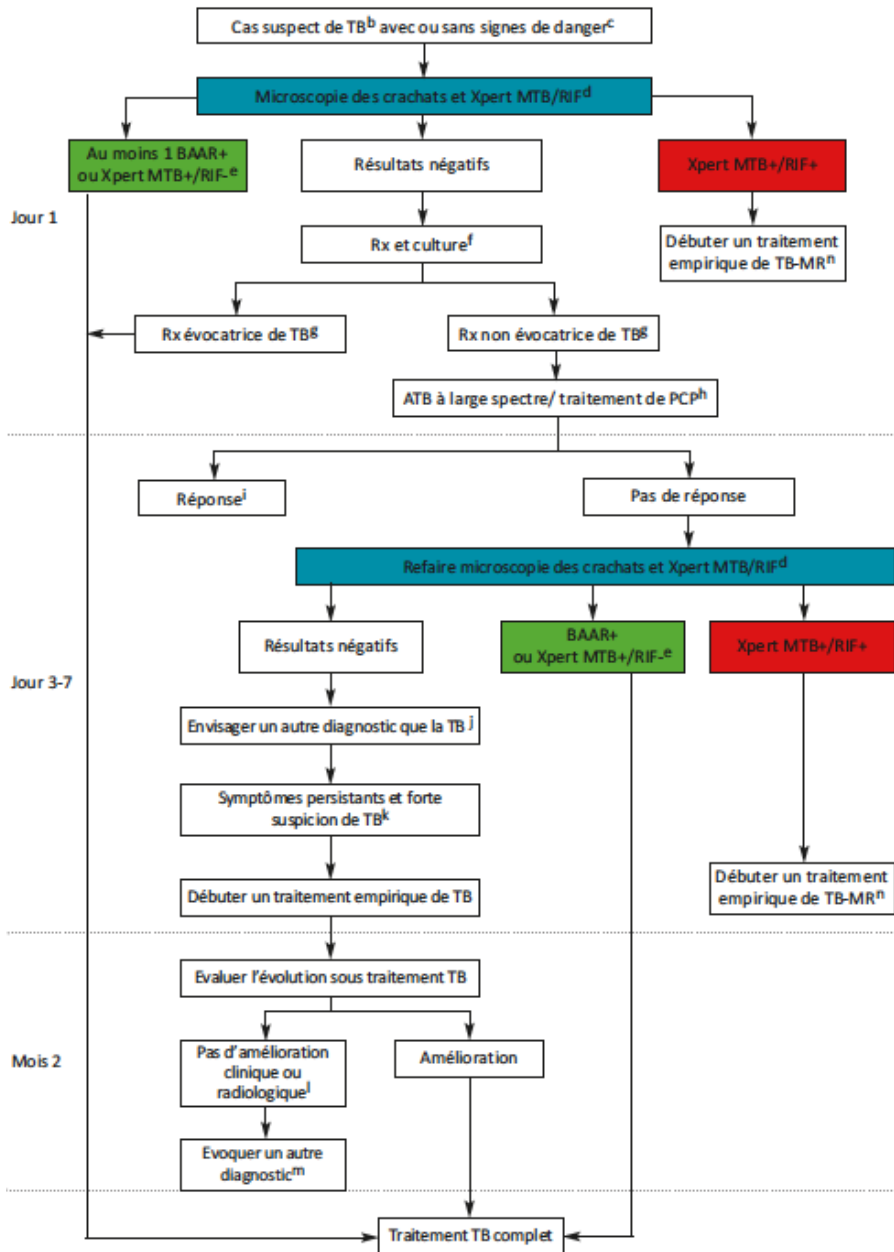 Cas suspect de TBᵇ avec ou sans signes de dangerᶜ
Microscopie des crachats et Xpert MTB/RIFᵈ
Au moins 1 BAAR+
ou Xpert MTB+/RIF-ᵉ
Résultats négatifs
Xpert MTB+/RIF+
Jour 1
Rx et cultureᶠ
Débuter un traitement
empirique de TB-MRⁿ
Rx évocatrice de TBᵍ
Rx non évocatrice de TBᵍ
ATB à large spectre/ traitement de PCPʰ
Réponseⁱ
Pas de réponse
Refaire microscopie des crachats et Xpert MTB/RIFᵈ
Résultats négatifs
BAAR+
ou Xpert MTB+/RIF-ᵉ
Xpert MTB+/RIF+
Jour 3-7
Envisager un autre diagnostic que la TB ʲ
Symptômes persistants et forte
suspicion de TBᵏ
Débuter un traitement empirique de TB
Débuter un traitement
empirique de TB-MRⁿ
Evaluer l'évolution sous traitement TB
Mois 2
Pas d'amélioration
clinique ou
radiologiqueˡ
Amélioration
Evoquer un autre
diagnosticᵐ
Traitement TB complet